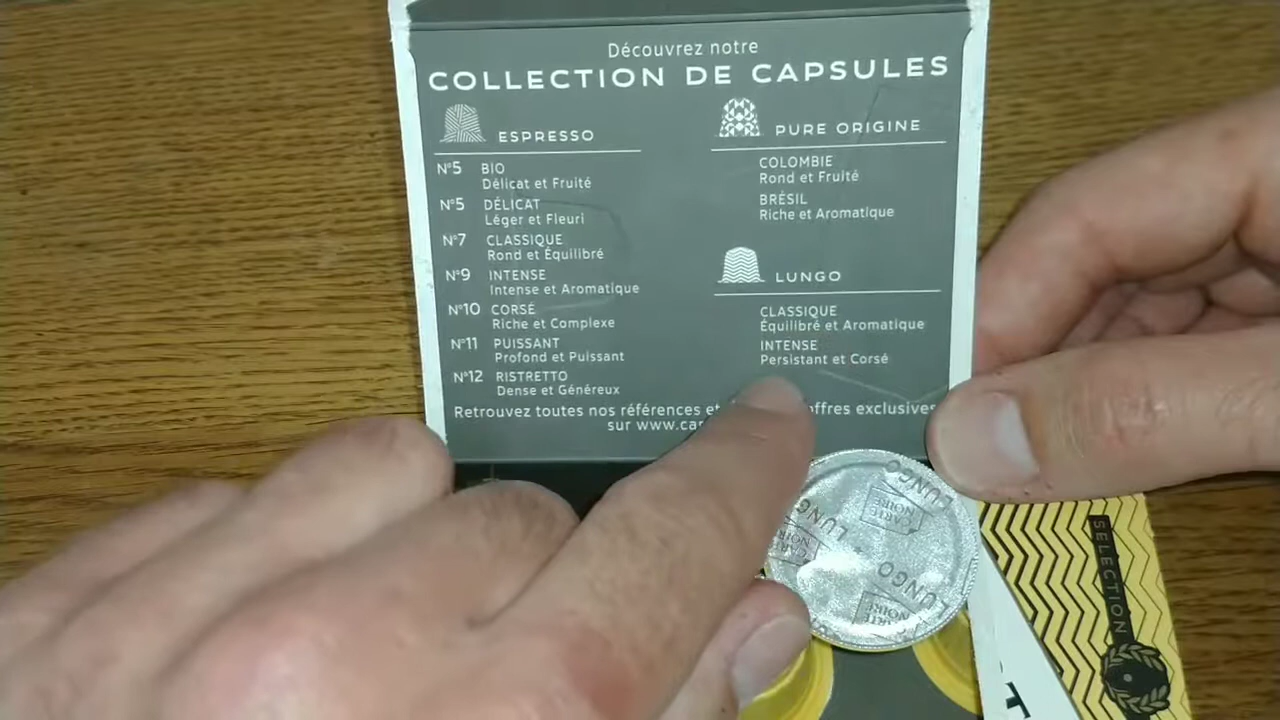 Découvrez notre
COLLECTION DE CAPSULES
ESPRESSO
N°5 BIO
Délicat et Fruité
N°5 DÉLICAT
Léger et Fleuri
N°7 CLASSIQUE
Rond et Équilibré
N°9 INTENSE
Intense et Aromatique
N°10 CORSÉ
Riche et Complexe
N°11 PUISSANT
Profond et Puissant
N°12 RISTRETTO
Dense et Généreux
PURE ORIGINE
COLOMBIE
Rond et Fruité
BRÉSIL
Riche et Aromatique
LUNGO
CLASSIQUE
Équilibré et Aromatique
INTENSE
Persistant et Corsé
Retrouvez toutes nos références et offres exclusives
sur www.car
LUNGO
CARTE
NOIRE
LUNGO
CARTE
NOIRE
LUNGO
CARTE
NOIRE
SELECTION